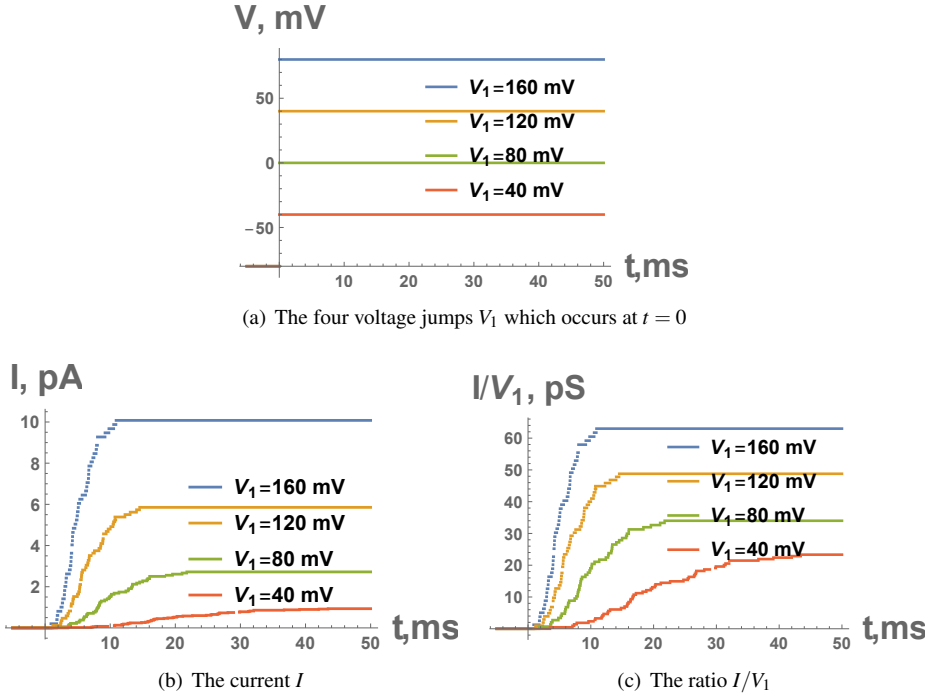 V, mV
50
0
−50
V₁=160 mV
V₁=120 mV
V₁=80 mV
V₁=40 mV
10 20 30 40 50
t,ms
(a) The four voltage jumps V₁ which occurs at t = 0
I, pA
10
8
6
4
2
V₁=160 mV
V₁=120 mV
V₁=80 mV
V₁=40 mV
10 20 30 40 50
t,ms
(b) The current I
I/V₁, pS
60
50
40
30
20
10
V₁=160 mV
V₁=120 mV
V₁=80 mV
V₁=40 mV
10 20 30 40 50
t,ms
(c) The ratio I/V₁